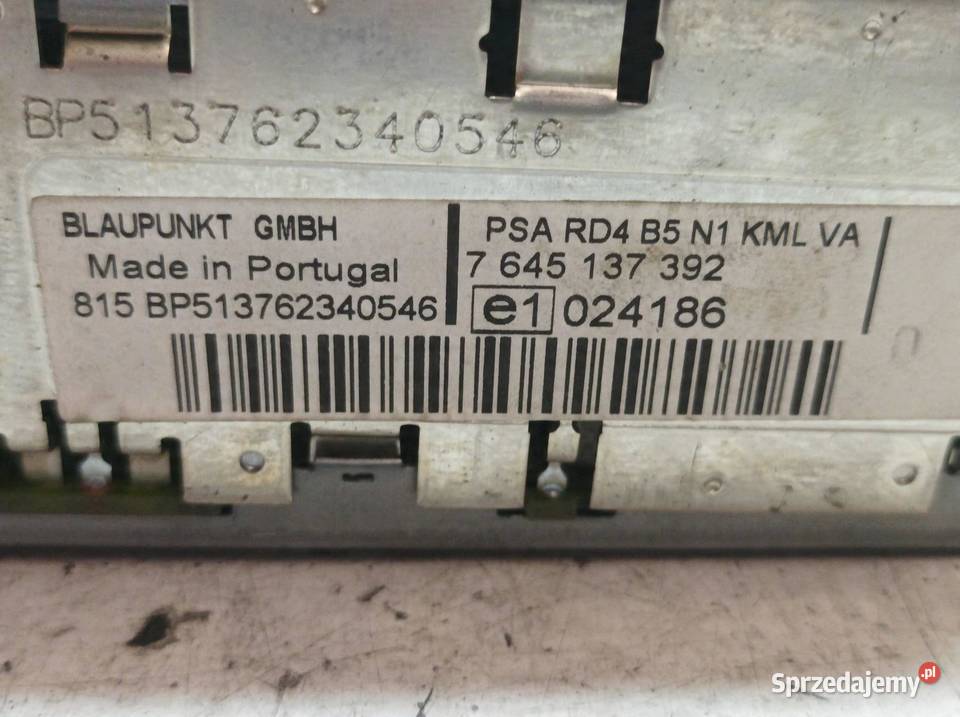 BP513762340546
BLAUPUNKT GMBH
Made in Portugal
815 BP513762340546
PSA RD4 B5 N1 KML VA
7 645 137 392
e1 024186
Sprzedajemy.pl